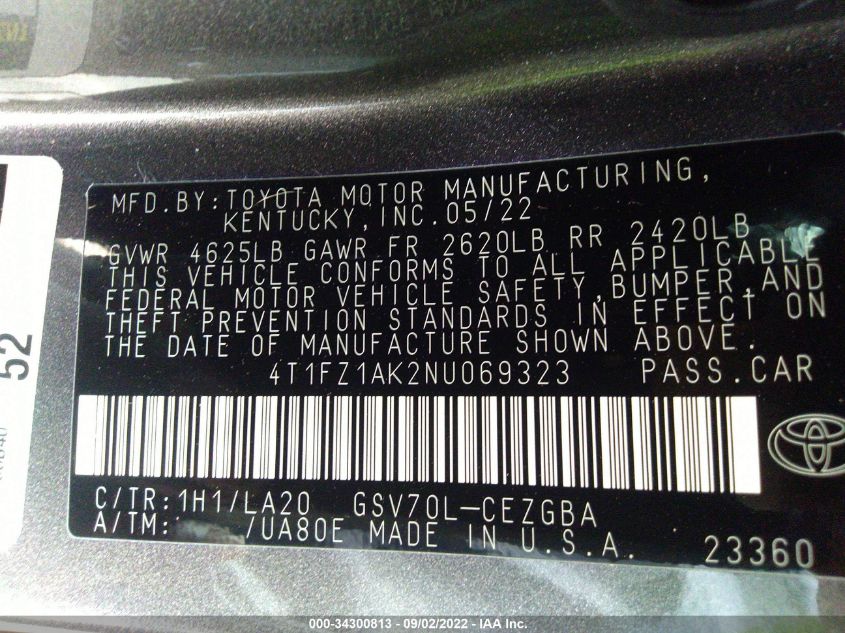 MFD.BY:TOYOTA MOTOR MANUFACTURING,
KENTUCKY,INC.05/22
GVWR 4625LB GAWR FR 2620LB RR 2420LB
THIS VEHICLE CONFORMS TO ALL APPLICABLE
FEDERAL MOTOR VEHICLE SAFETY,BUMPER,AND
THEFT PREVENTION STANDARDS IN EFFECT ON
THE DATE OF MANUFACTURE SHOWN ABOVE.
4T1FZ1AK2NU069323 PASS.CAR
C/TR:1H1/LA20 GSV70L-CEZGBA
A/TM: /UA80E MADE IN U.S.A. 23360
52
000-34300813 - 09/02/2022 - IAA Inc.